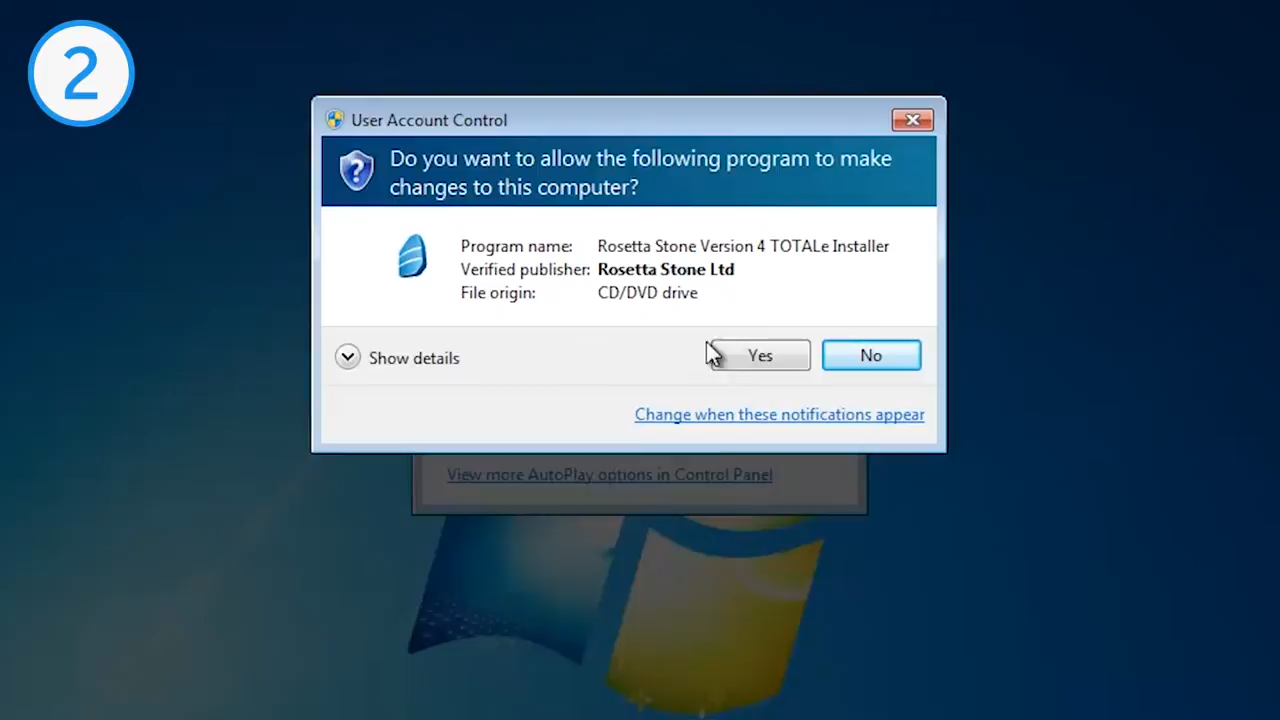 2
User Account Control
Do you want to allow the following program to make
changes to this computer?
Program name: Rosetta Stone Version 4 TOTALe Installer
Verified publisher: Rosetta Stone Ltd
File origin: CD/DVD drive
Show details
Yes
No
Change when these notifications appear
View more AutoPlay options in Control Panel